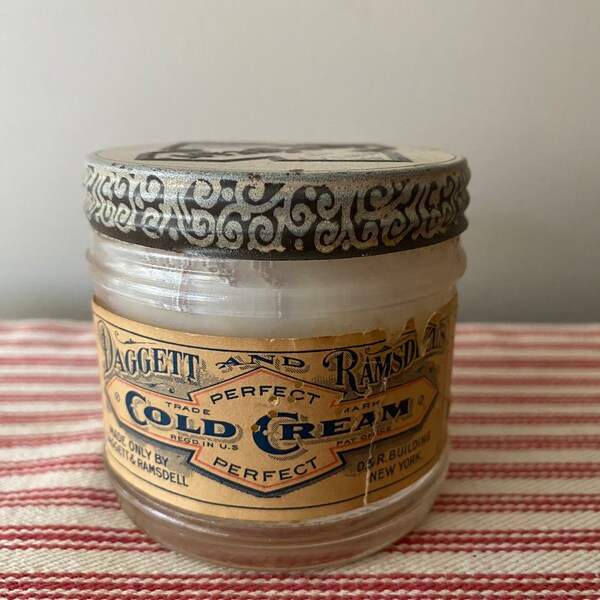 DAGGETT AND RAMSDELL'S
PERFECT
TRADE MARK
COLD CREAM
REGD IN U.S. PAT. OFFICE
PERFECT
MADE ONLY BY
DAGGETT & RAMSDELL
D.&R. BUILDING
NEW YORK.